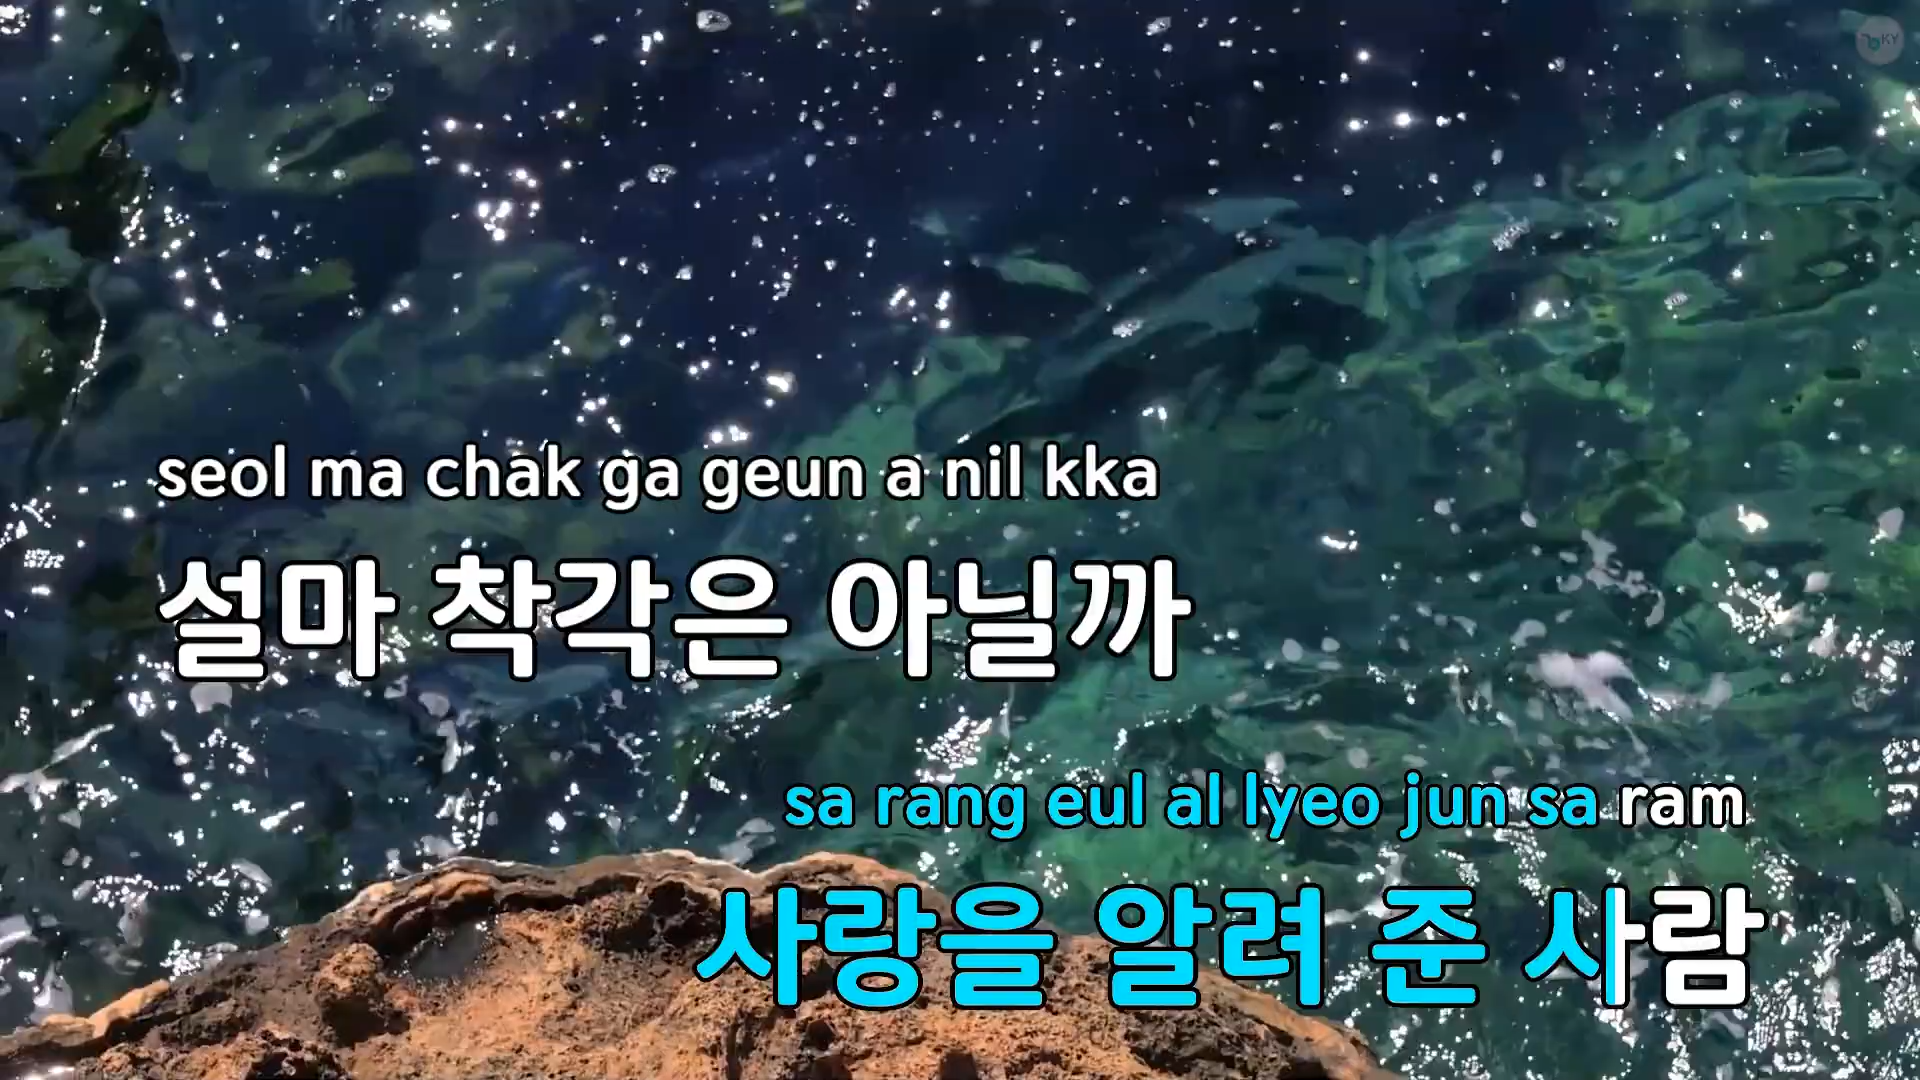 KY
seol ma chak ga geun a nil kka
설마 착각은 아닐까
sa rang eul al lyeo jun sa ram
사랑을 알려 준 사람